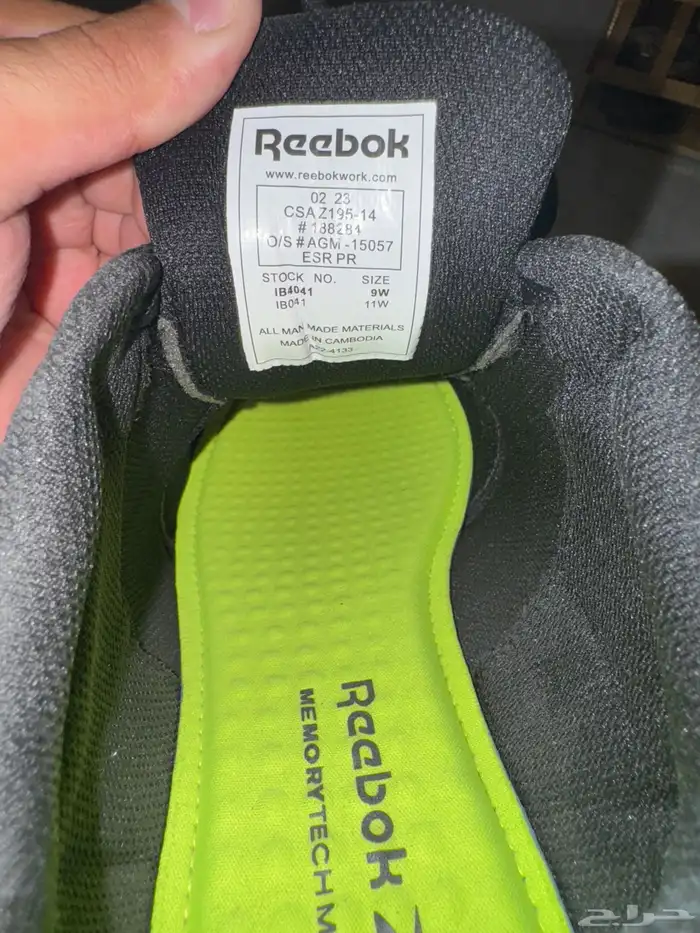 Reebok
www.reebokwork.com
02 23
CSA Z195-14
# 188284
O/S # AGM -15057
ESR PR
STOCK NO. SIZE
IB4041 9W
IB041 11W
ALL MAN MADE MATERIALS
MADE IN CAMBODIA
Reebok
MEMORYTECH M
حراج